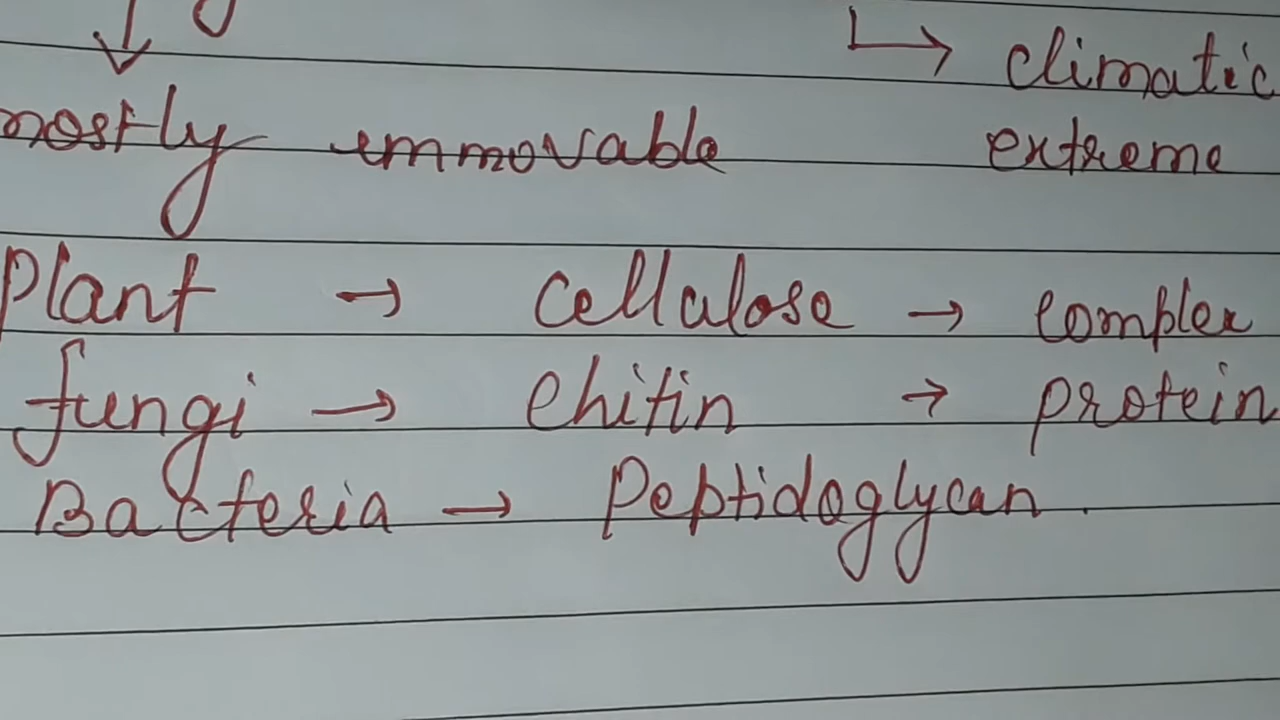 ↳ climatic
mostly immovable extreme
Plant → cellulose → complex
fungi → chitin → protein
Bacteria → Peptidoglycan.